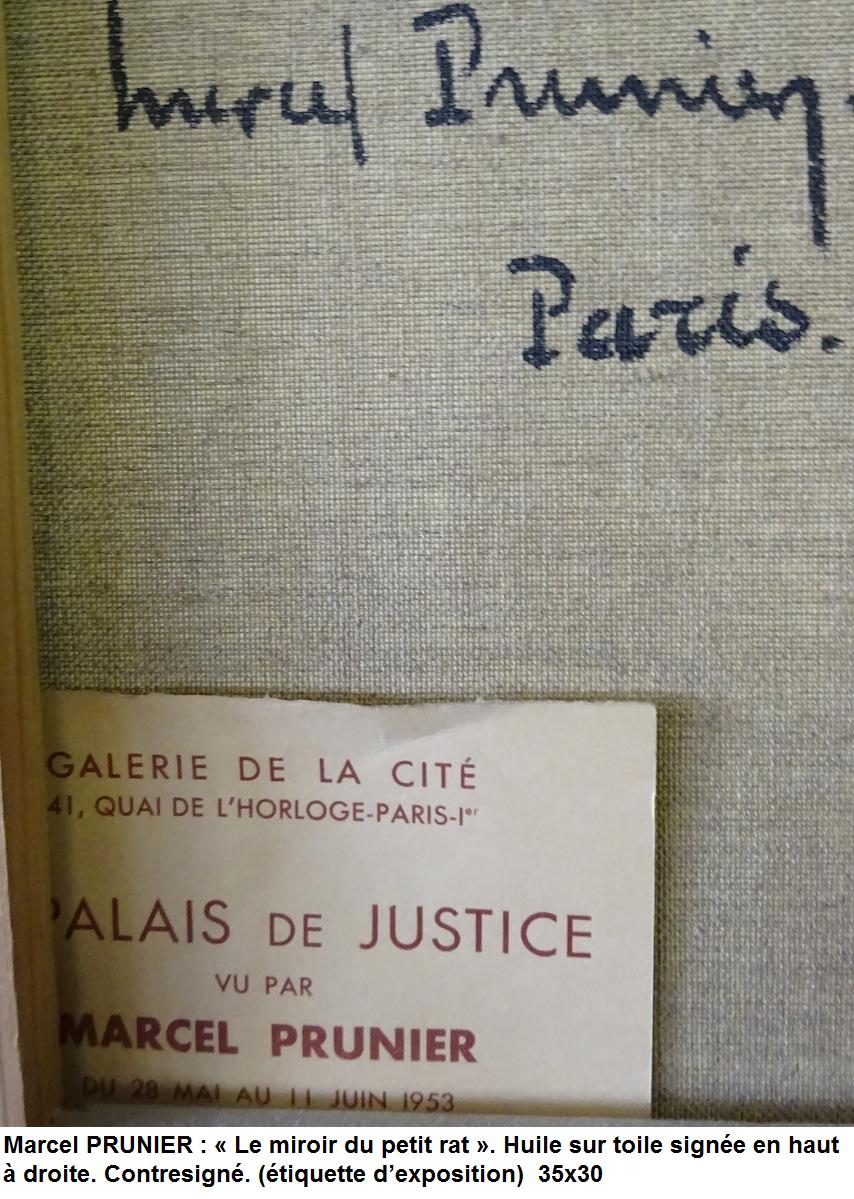 Marcel Prunier.
Paris.
GALERIE DE LA CITÉ
41, QUAI DE L'HORLOGE-PARIS-Ier
PALAIS DE JUSTICE
VU PAR
MARCEL PRUNIER
DU 28 MAI AU 11 JUIN 1953
Marcel PRUNIER : « Le miroir du petit rat ». Huile sur toile signée en haut
à droite. Contresigné. (étiquette d’exposition) 35x30